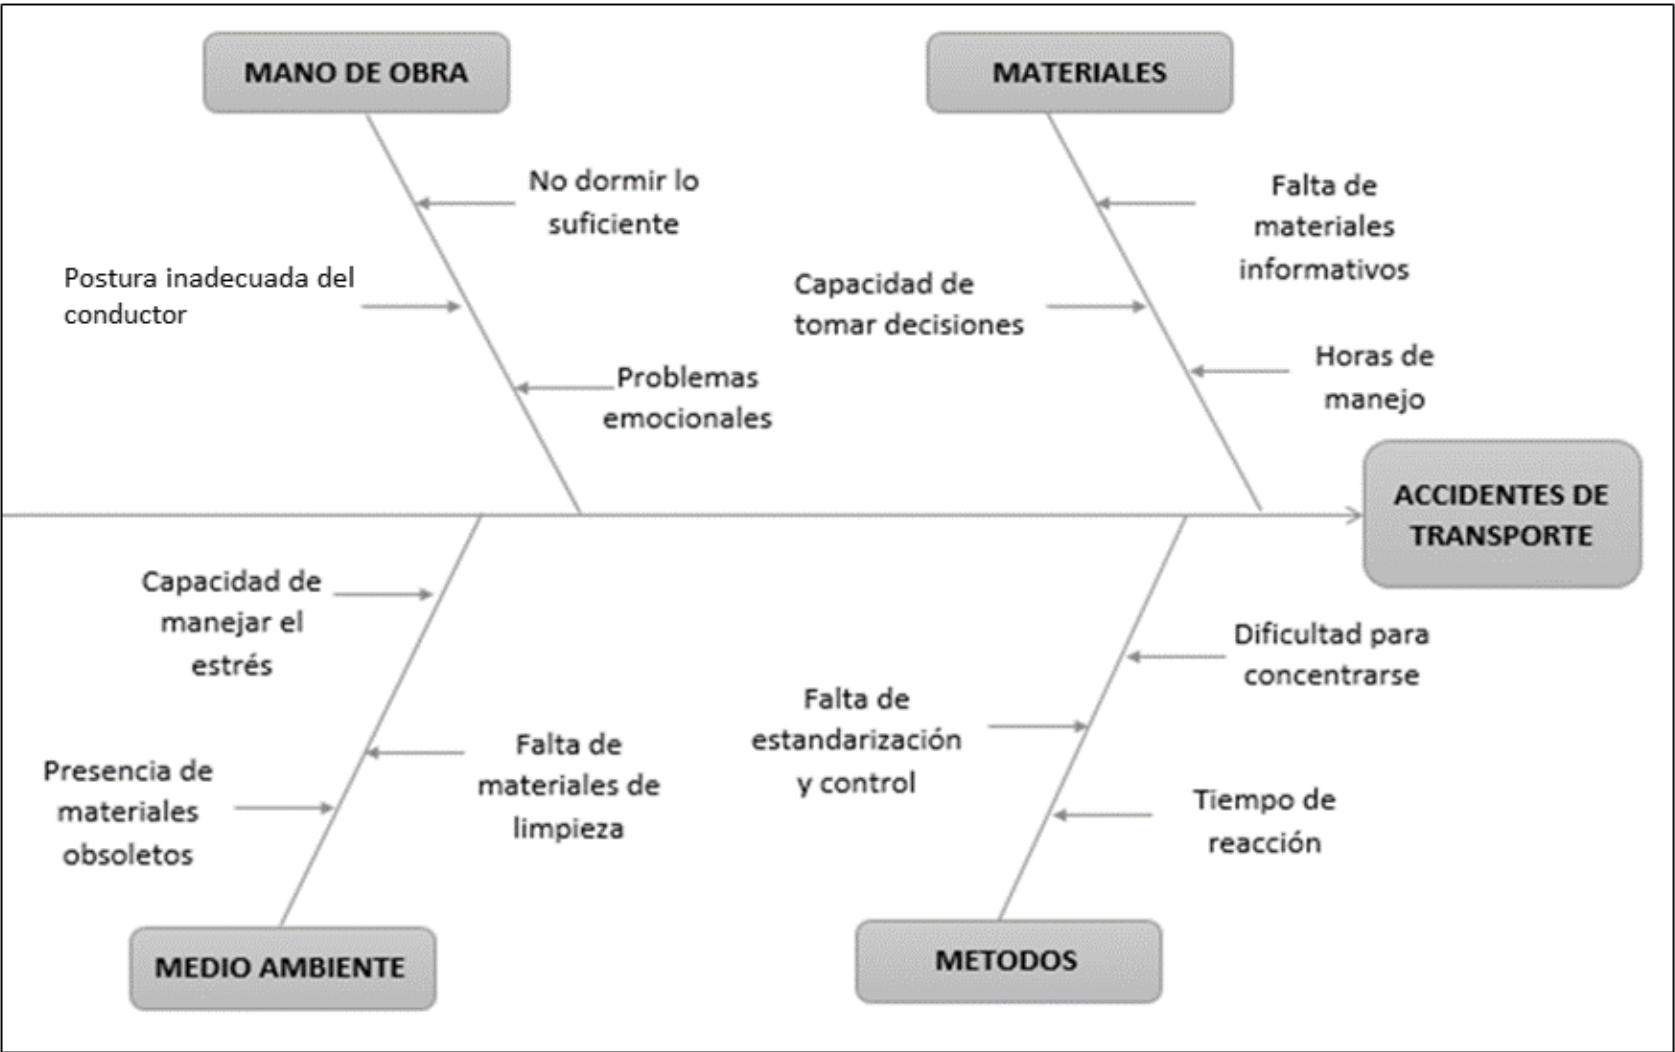 MANO DE OBRA
MATERIALES
No dormir lo
suficiente
Postura inadecuada del
conductor
Problemas
emocionales
Falta de
materiales
informativos
Capacidad de
tomar decisiones
Horas de
manejo
ACCIDENTES DE
TRANSPORTE
Capacidad de
manejar el
estrés
Falta de
materiales de
limpieza
Presencia de
materiales
obsoletos
Dificultad para
concentrarse
Falta de
estandarización
y control
Tiempo de
reacción
MEDIO AMBIENTE
METODOS